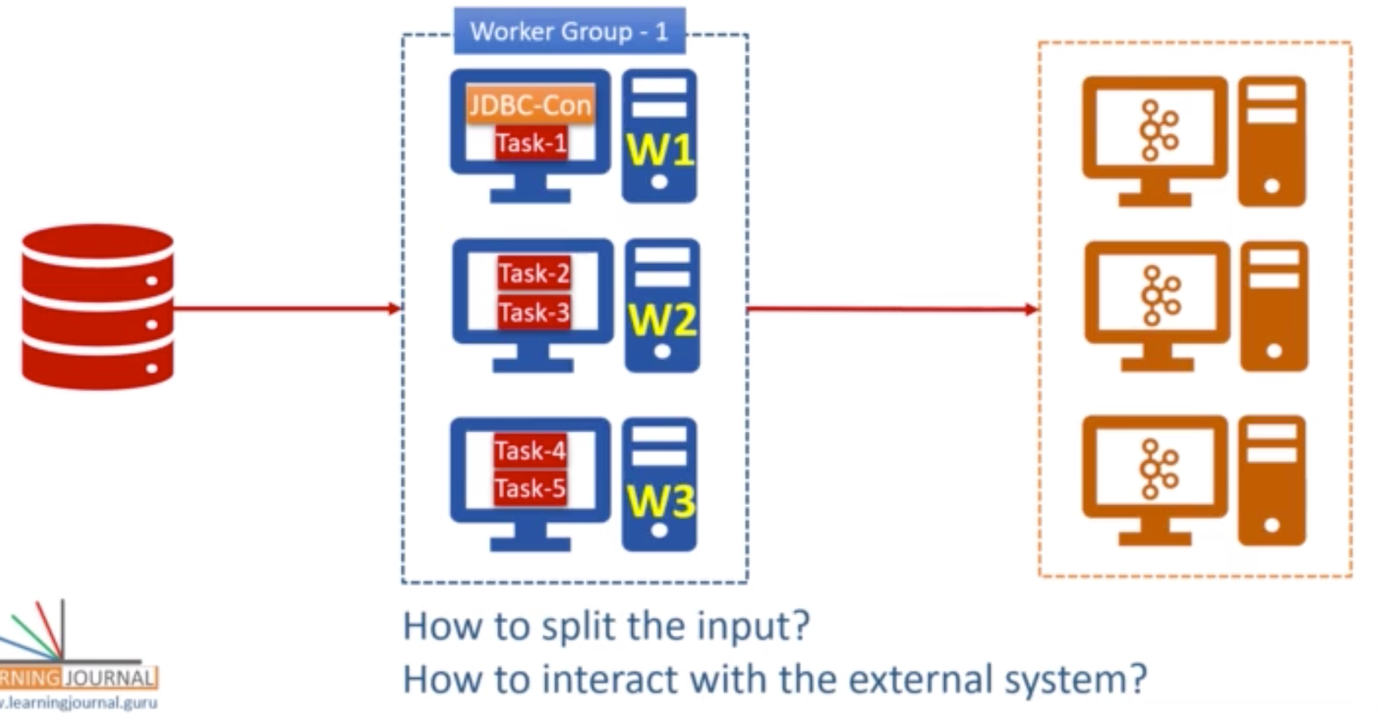 Worker Group - 1
JDBC-Con
Task-1
W1
Task-2
Task-3
W2
Task-4
Task-5
W3
How to split the input?
How to interact with the external system?
RNING JOURNAL
.learningjournal.guru